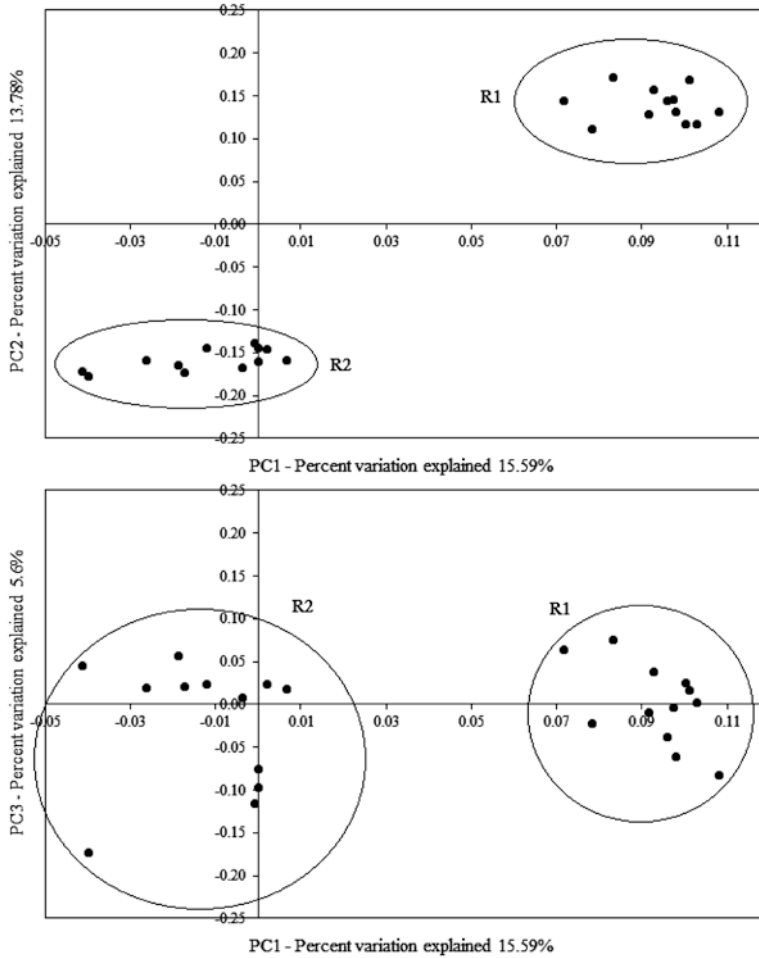 0.25
0.20
0.15
0.10
0.05
0.00
-0.05
-0.10
-0.15
-0.20
-0.25
-0.05 -0.03 -0.01 0.01 0.03 0.05 0.07 0.09 0.11
R1
R2
PC2 - Percent variation explained 13.78%
PC1 - Percent variation explained 15.59%
0.25
0.20
0.15
0.10
0.05
0.00
-0.05
-0.10
-0.15
-0.20
-0.25
-0.05 -0.03 -0.01 0.01 0.03 0.05 0.07 0.09 0.11
R2
R1
PC3 - Percent variation explained 5.6%
PC1 - Percent variation explained 15.59%